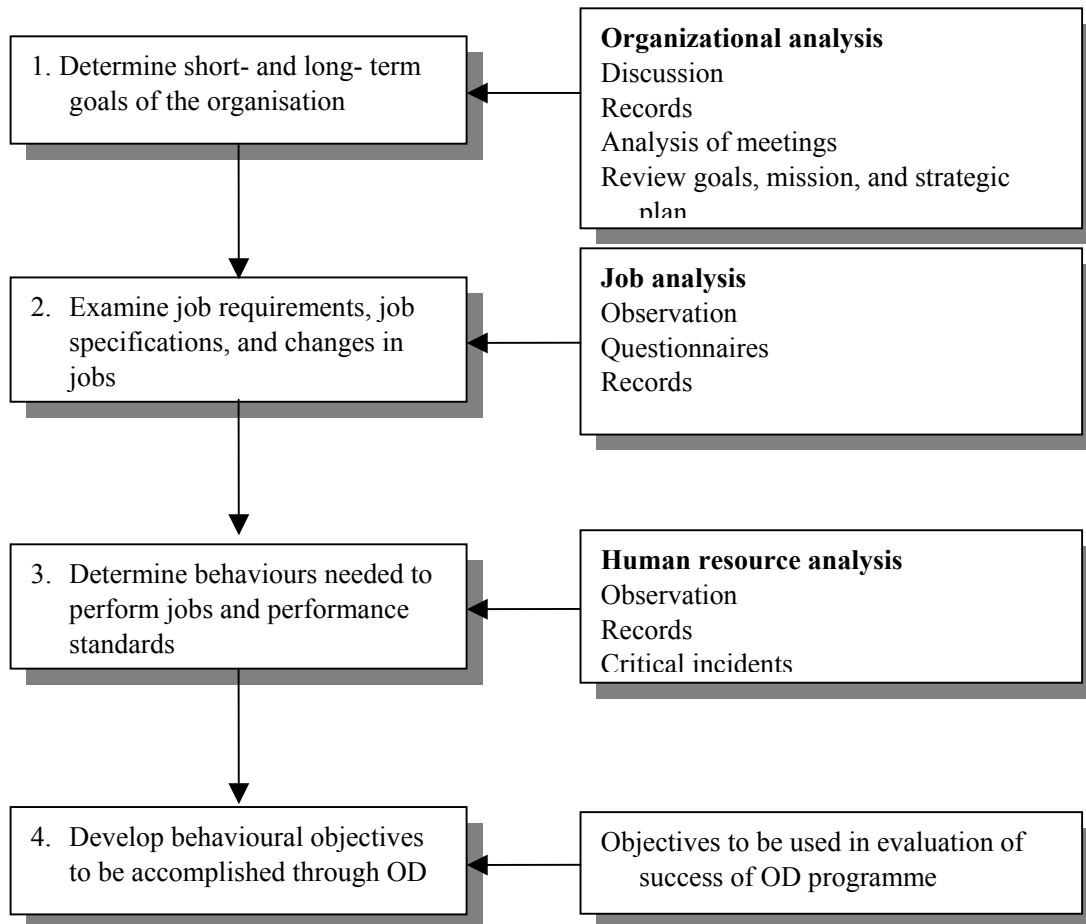 1. Determine short- and long- term
goals of the organisation
Organizational analysis
Discussion
Records
Analysis of meetings
Review goals, mission, and strategic
plan
2. Examine job requirements, job
specifications, and changes in
jobs
Job analysis
Observation
Questionnaires
Records
3. Determine behaviours needed to
perform jobs and performance
standards
Human resource analysis
Observation
Records
Critical incidents
4. Develop behavioural objectives
to be accomplished through OD
Objectives to be used in evaluation of
success of OD programme